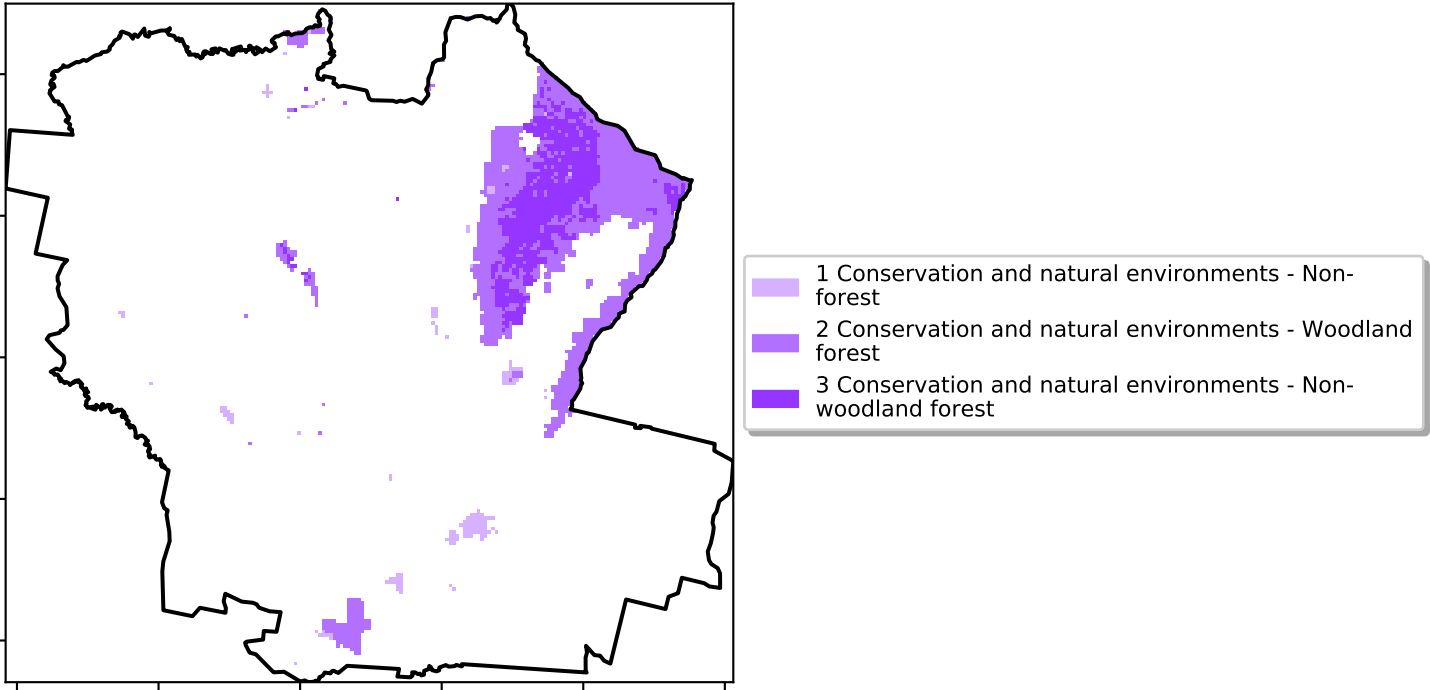 1 Conservation and natural environments - Non-
forest
2 Conservation and natural environments - Woodland
forest
3 Conservation and natural environments - Non-
woodland forest